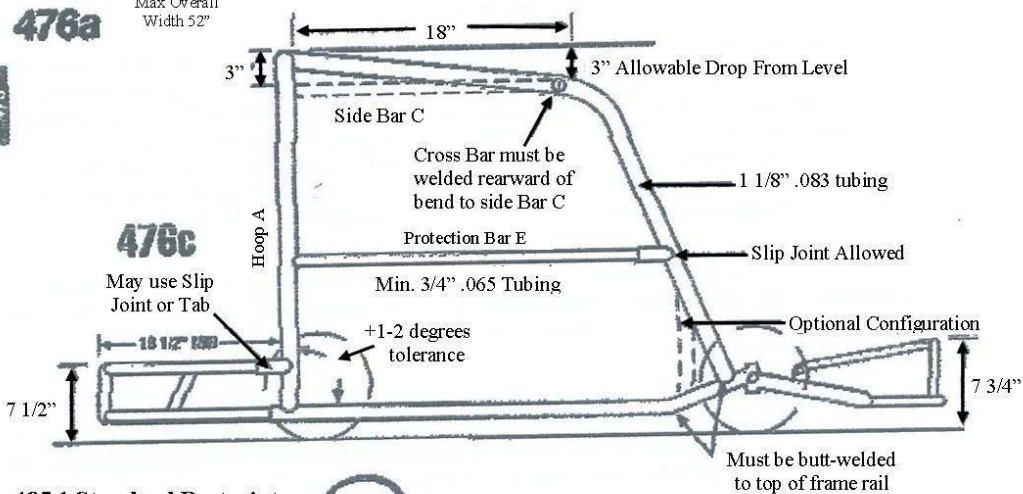 476a
Max Overall
Width 52”
18”
3”
3” Allowable Drop From Level
Side Bar C
Cross Bar must be
welded rearward of
bend to side Bar C
1 1/8” .083 tubing
Hoop A
476c
Protection Bar E
Slip Joint Allowed
May use Slip
Joint or Tab
Min. 3/4” .065 Tubing
+1-2 degrees
tolerance
Optional Configuration
18 1/2”
7 1/2”
7 3/4”
Must be butt-welded
to top of frame rail